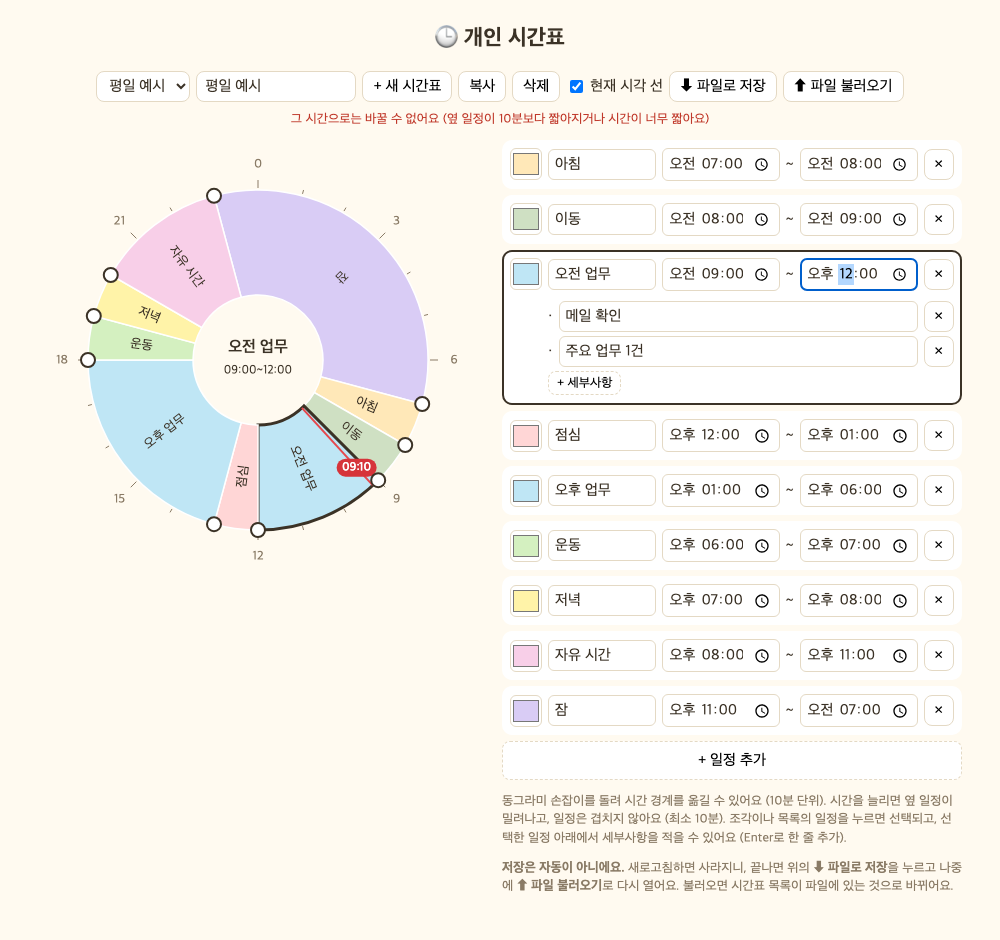 🕒 개인 시간표
평일 예시 평일 예시 + 새 시간표 복사 삭제 현재 시각 선 ⬇ 파일로 저장 ⬆ 파일 불러오기
그 시간으로는 바꿀 수 없어요 (옆 일정이 10분보다 짧아지거나 시간이 너무 짧아요)
0
3
6
9
12
15
18
21
잠
아침
이동
오전 업무
점심
오후 업무
운동
저녁
자유 시간
09:10
오전 업무
09:00~12:00
아침 오전 07:00 ~ 오전 08:00 ×
이동 오전 08:00 ~ 오전 09:00 ×
오전 업무 오전 09:00 ~ 오후 12:00 ×
· 메일 확인 ×
· 주요 업무 1건 ×
+ 세부사항
점심 오후 12:00 ~ 오후 01:00 ×
오후 업무 오후 01:00 ~ 오후 06:00 ×
운동 오후 06:00 ~ 오후 07:00 ×
저녁 오후 07:00 ~ 오후 08:00 ×
자유 시간 오후 08:00 ~ 오후 11:00 ×
잠 오후 11:00 ~ 오전 07:00 ×
+ 일정 추가
동그라미 손잡이를 돌려 시간 경계를 옮길 수 있어요 (10분 단위). 시간을 늘리면 옆 일정이
밀려나고, 일정은 겹치지 않아요 (최소 10분). 조각이나 목록의 일정을 누르면 선택되고, 선
택한 일정 아래에서 세부사항을 적을 수 있어요 (Enter로 한 줄 추가).
저장은 자동이 아니에요. 새로고침하면 사라지니, 끝나면 위의 ⬇ 파일로 저장을 누르고 나중
에 ⬆ 파일 불러오기로 다시 열어요. 불러오면 시간표 목록이 파일에 있는 것으로 바뀌어요.